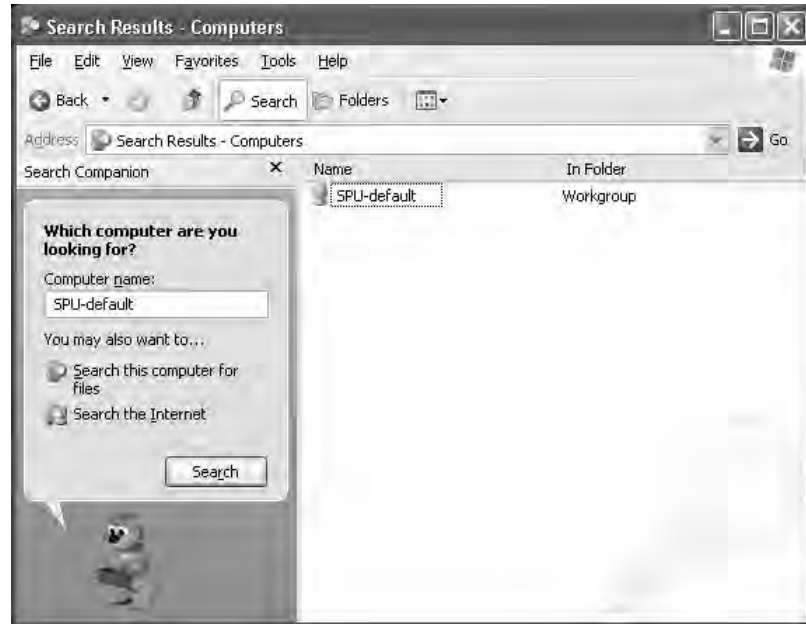 Search Results - Computers
File Edit View Favorites Tools Help
Back Search Folders
Address Search Results - Computers Go
Search Companion
Name In Folder
SPU-default Workgroup
Which computer are you
looking for?
Computer name:
SPU-default
You may also want to...
Search this computer for
files
Search the Internet
Search